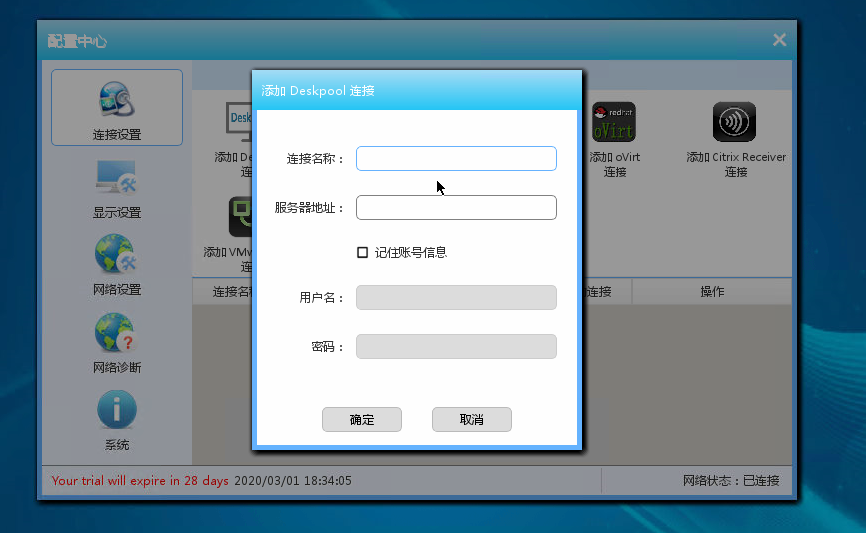 配置中心
添加 Deskpool 连接
连接设置
显示设置
网络设置
网络诊断
系统
Desk
添加 De
redhat
oVirt
添加 oVirt
连接
添加 Citrix Receiver
连接
添加 VMw
连接名称：
服务器地址：
记住账号信息
用户名：
密码：
确定
取消
连接名
连接
操作
Your trial will expire in 28 days 2020/03/01 18:34:05
网络状态：已连接